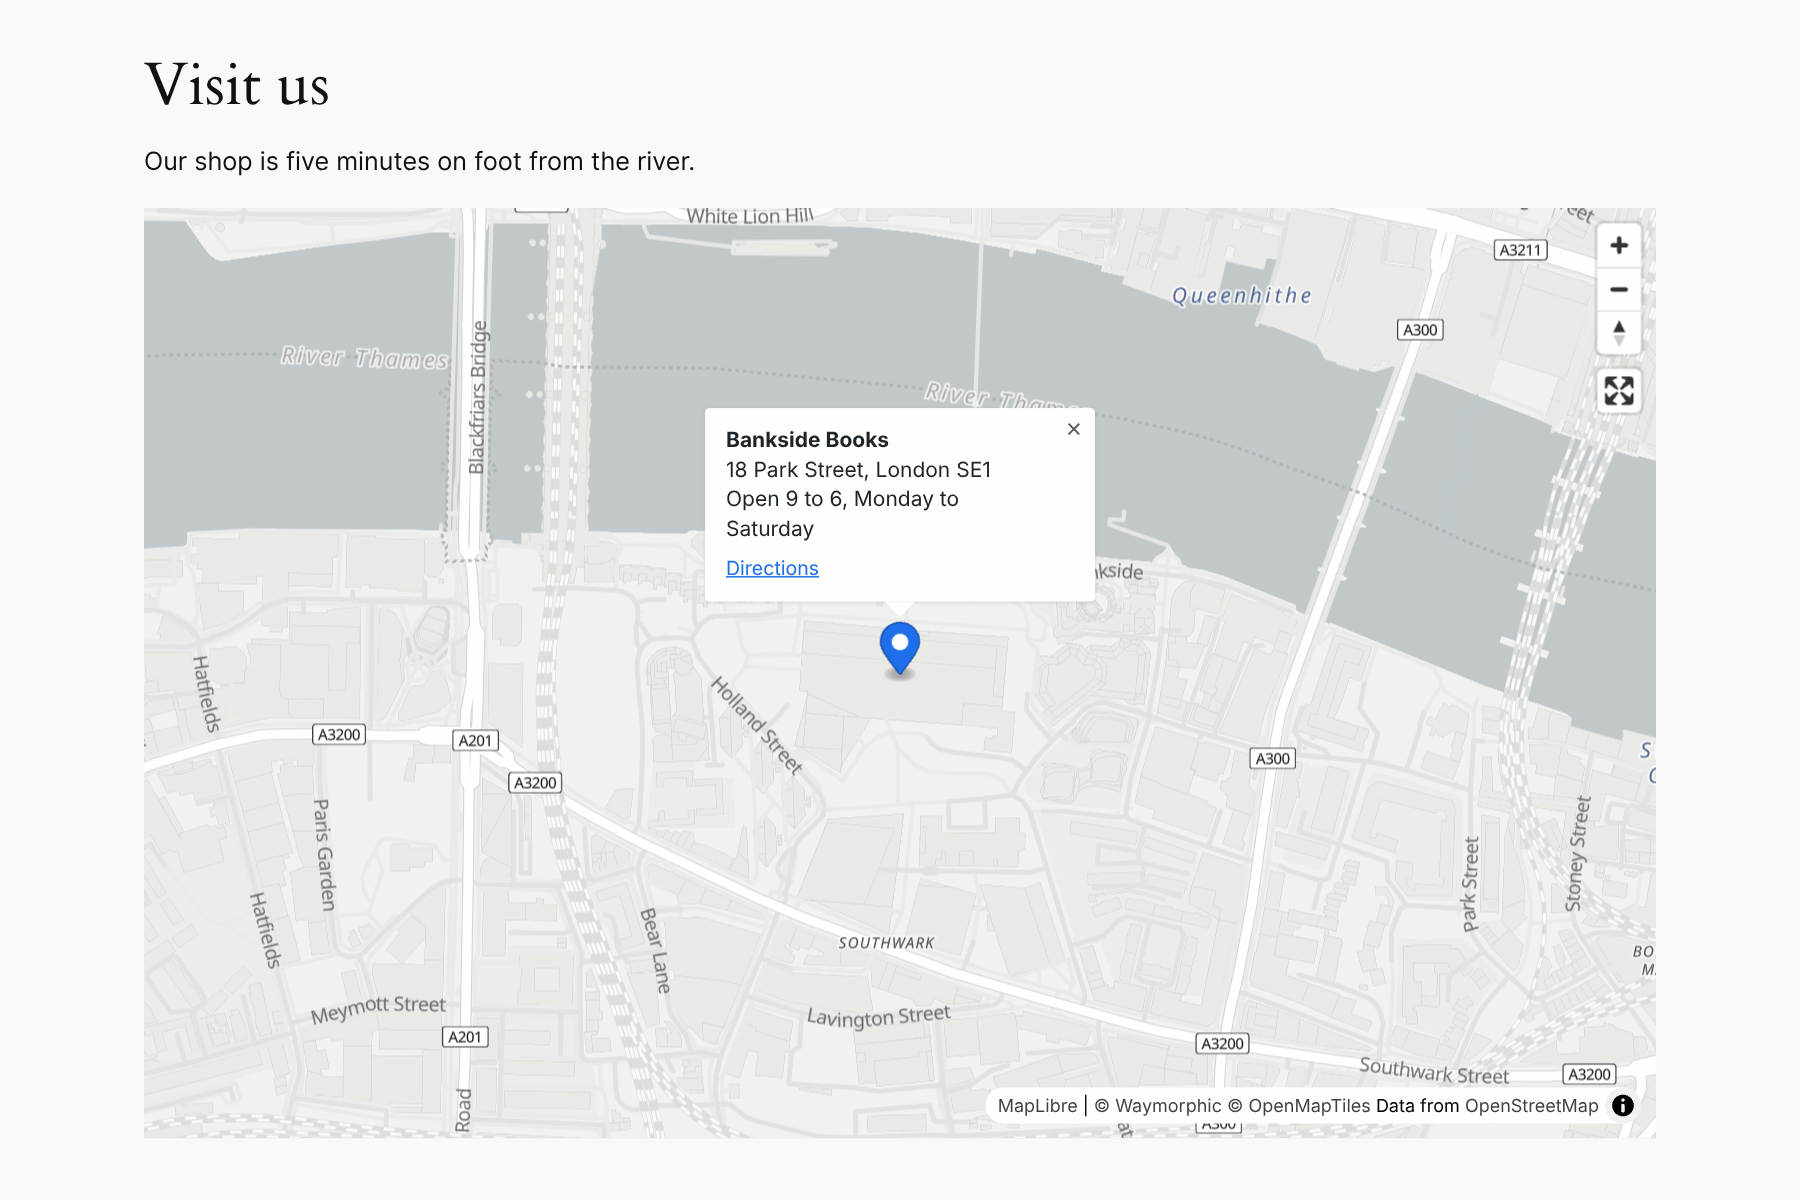 Visit us
Our shop is five minutes on foot from the river.
White Lion Hill
A3211
Queenhithe
A300
River Thames
Blackfriars Bridge
River Thames
Bankside Books
18 Park Street, London SE1
Open 9 to 6, Monday to
Saturday
Directions
Hatfields
Holland Street
A3200
A201
A300
A3200
Paris Garden
Park Street
Stoney Street
Hatfields
Bear Lane
SOUTHWARK
Meymott Street
Lavington Street
A201
A3200
Southwark Street
A3200
Road
MapLibre | © Waymorphic © OpenMapTiles Data from OpenStreetMap
A300